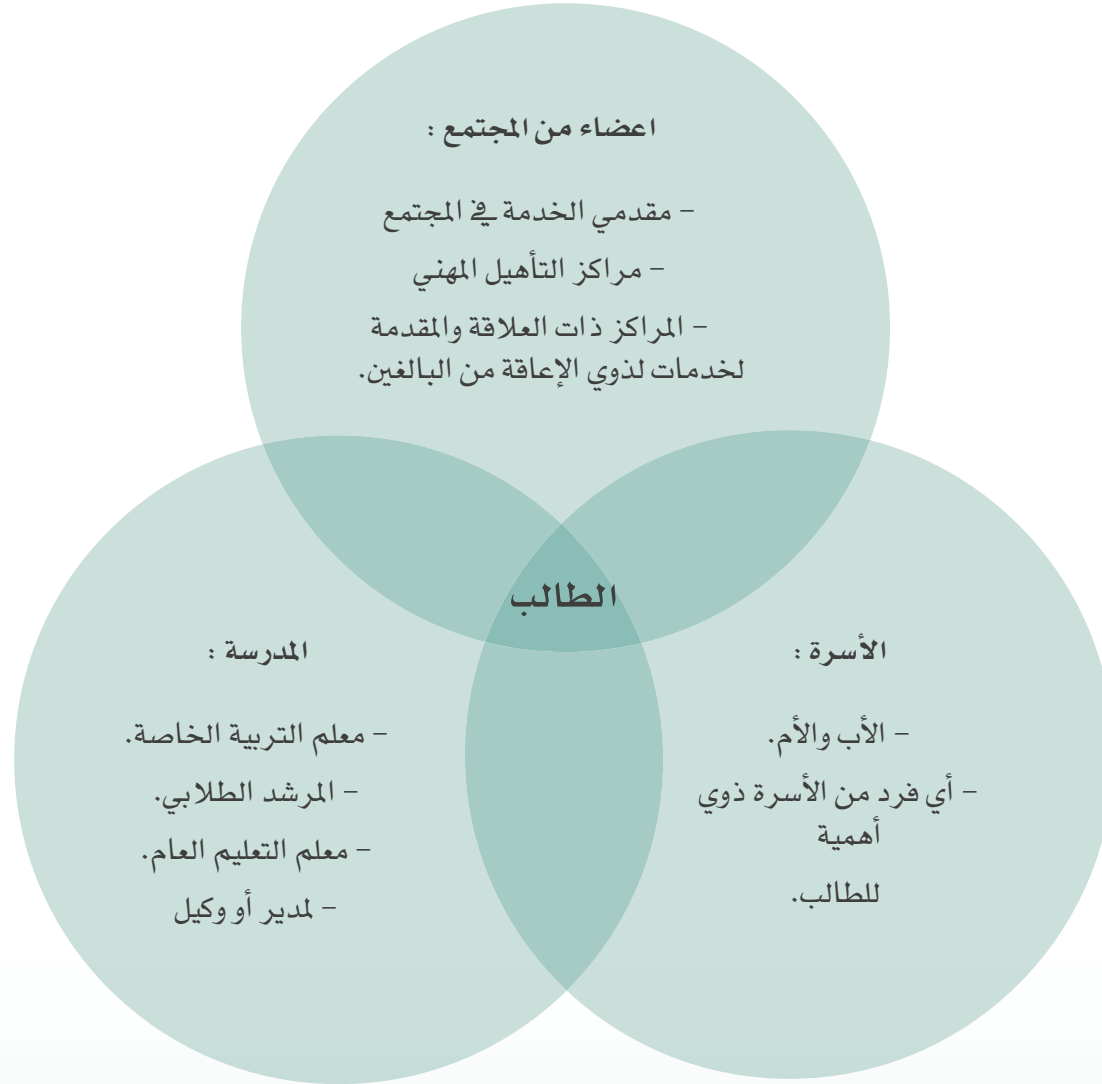 اعضاء من المجتمع :
- مقدمي الخدمة في المجتمع
- مراكز التأهيل المهني
- المراكز ذات العلاقة والمقدمة
لخدمات لذوي الإعاقة من البالغين.
الطالب
الأسرة :
- الأب والأم.
- أي فرد من الأسرة ذوي
أهمية
للطالب.
المدرسة :
- معلم التربية الخاصة.
- المرشد الطلابي.
- معلم التعليم العام.
- لمدير أو وكيل